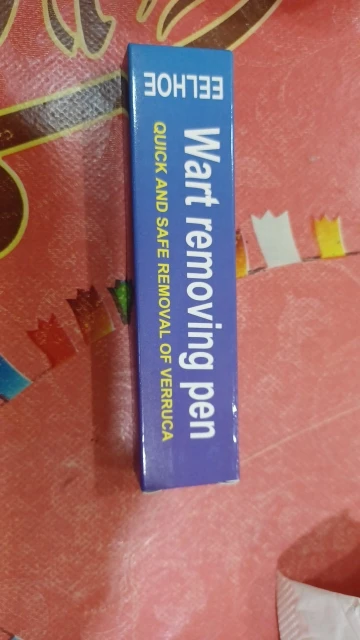 EELHOE
Wart removing pen
QUICK AND SAFE REMOVAL OF VERRUCA